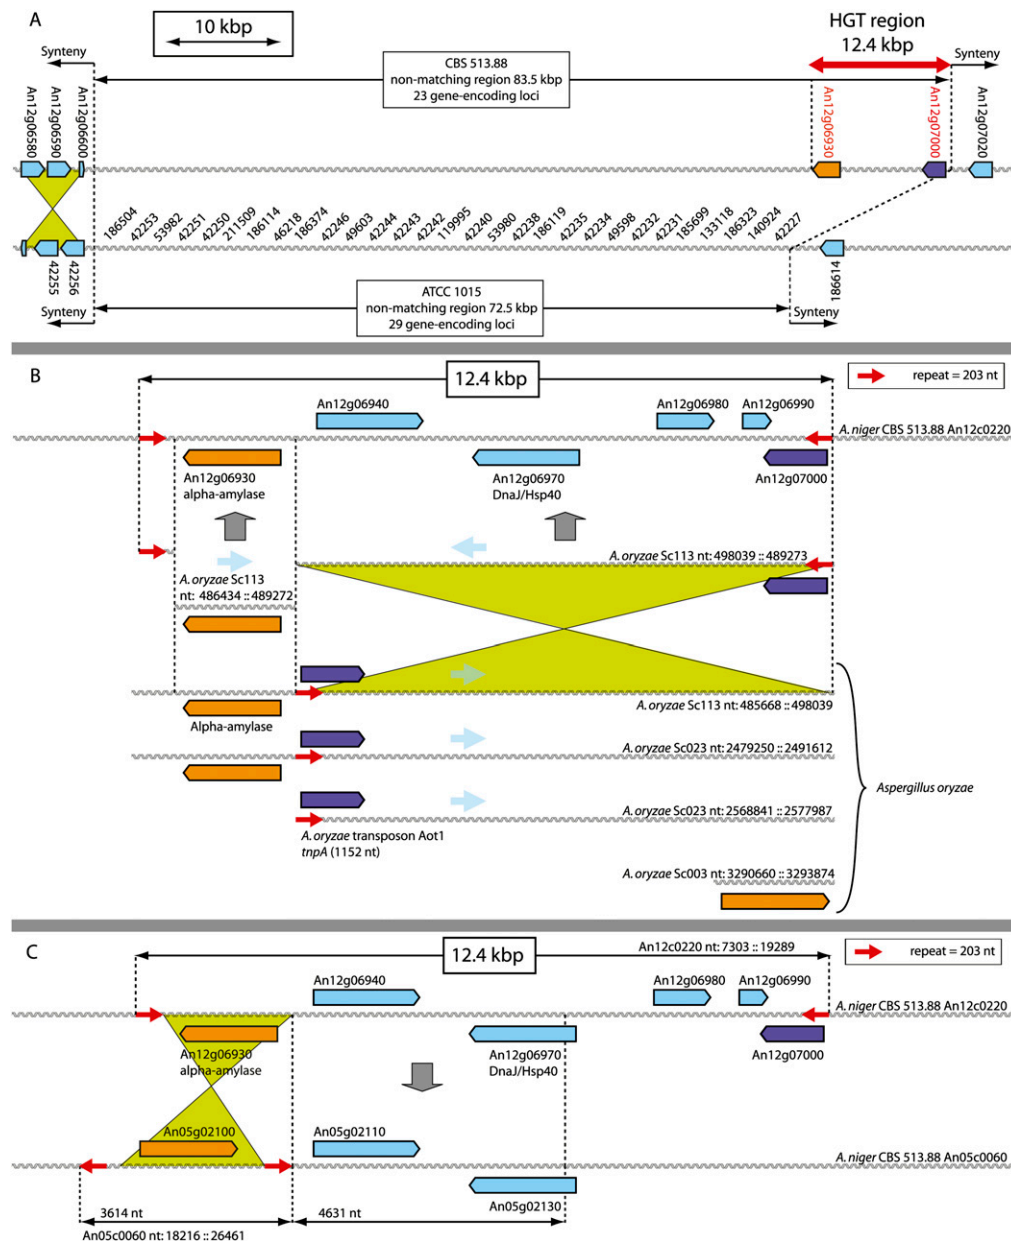 A
10 kbp
HGT region
12.4 kbp
Synteny
CBS 513.88
non-matching region 83.5 kbp
23 gene-encoding loci
Synteny
An12g06580
An12g06590
An12g06600
An12g06930
An12g07000
An12g07020
186504
42253
53982
42251
42250
211509
186114
46218
186374
42246
49603
42244
42243
42242
119995
42240
53980
42238
186119
42235
42234
49598
42232
42231
185699
133118
186323
140924
42227
42255
42256
186614
Synteny
ATCC 1015
non-matching region 72.5 kbp
29 gene-encoding loci
Synteny
B
12.4 kbp
repeat = 203 nt
An12g06940
An12g06980
An12g06990
A. niger CBS 513.88 An12c0220
An12g06930
alpha-amylase
An12g06970
DnaJ/Hsp40
An12g07000
A. oryzae Sc113 nt: 498039 :: 489273
A. oryzae Sc113
nt: 486434 :: 489272
A. oryzae Sc113 nt: 485668 :: 498039
Alpha-amylase
A. oryzae Sc023 nt: 2479250 :: 2491612
Aspergillus oryzae
A. oryzae Sc023 nt: 2568841 :: 2577987
A. oryzae transposon Aot1
tnpA (1152 nt)
A. oryzae Sc003 nt: 3290660 :: 3293874
C
12.4 kbp
An12c0220 nt: 7303 :: 19289
repeat = 203 nt
An12g06940
An12g06980
An12g06990
A. niger CBS 513.88 An12c0220
An12g06930
alpha-amylase
An12g06970
DnaJ/Hsp40
An12g07000
An05g02100
An05g02110
A. niger CBS 513.88 An05c0060
An05g02130
3614 nt
4631 nt
An05c0060 nt: 18216 :: 26461